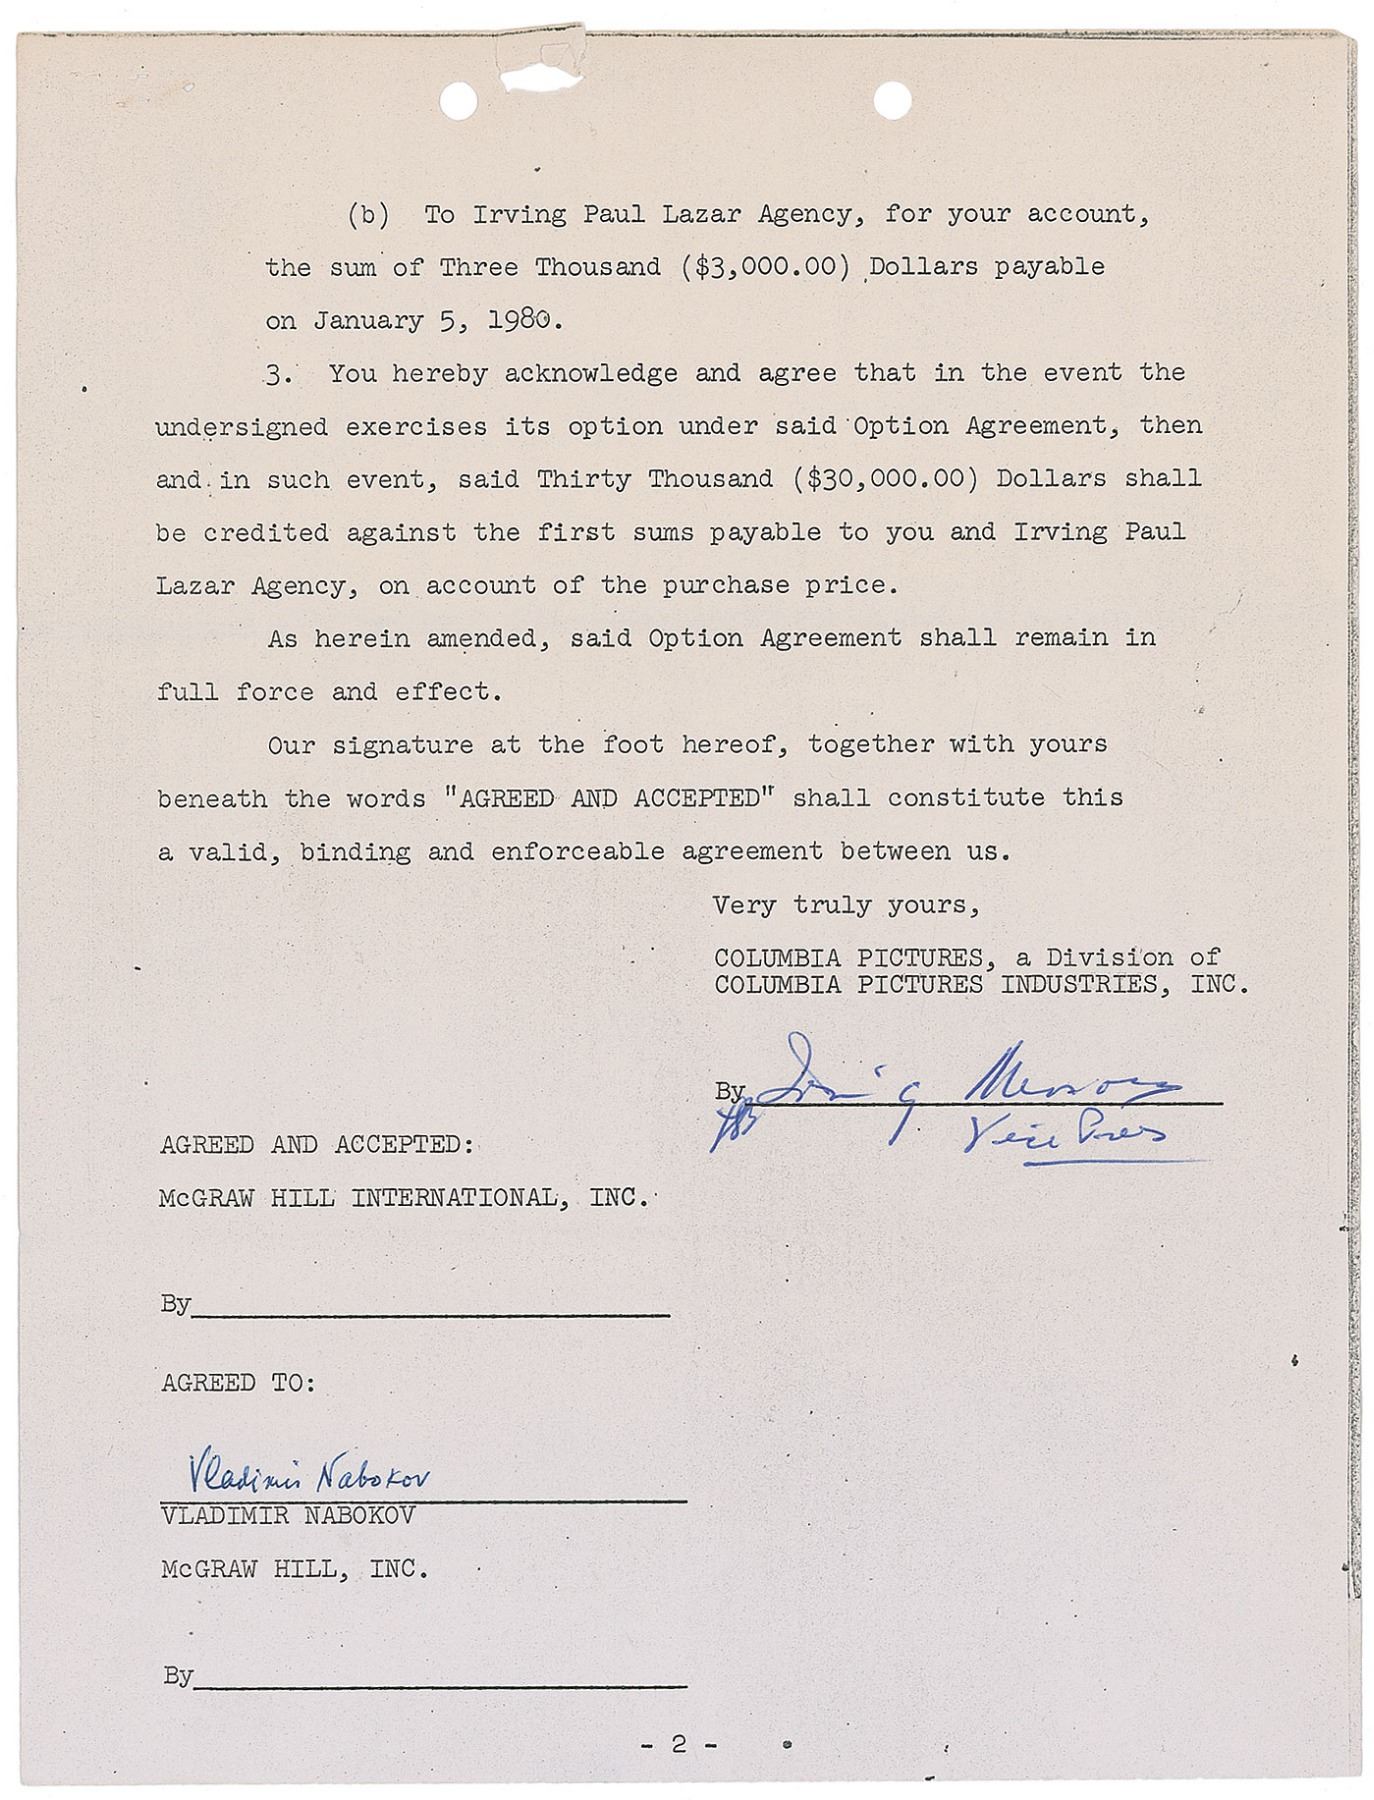 (b) To Irving Paul Lazar Agency, for your account,
the sum of Three Thousand ($3,000.00) Dollars payable
on January 5, 1980.
3. You hereby acknowledge and agree that in the event the
undersigned exercises its option under said Option Agreement, then
and in such event, said Thirty Thousand ($30,000.00) Dollars shall
be credited against the first sums payable to you and Irving Paul
Lazar Agency, on account of the purchase price.
As herein amended, said Option Agreement shall remain in
full force and effect.
Our signature at the foot hereof, together with yours
beneath the words "AGREED AND ACCEPTED" shall constitute this
a valid, binding and enforceable agreement between us.
Very truly yours,
COLUMBIA PICTURES, a Division of
COLUMBIA PICTURES INDUSTRIES, INC.
By Irving
Vice Pres
AGREED AND ACCEPTED:
McGRAW HILL INTERNATIONAL, INC.
By
AGREED TO:
Vladimir Nabokov
VLADIMIR NABOKOV
McGRAW HILL, INC.
By
- 2 -